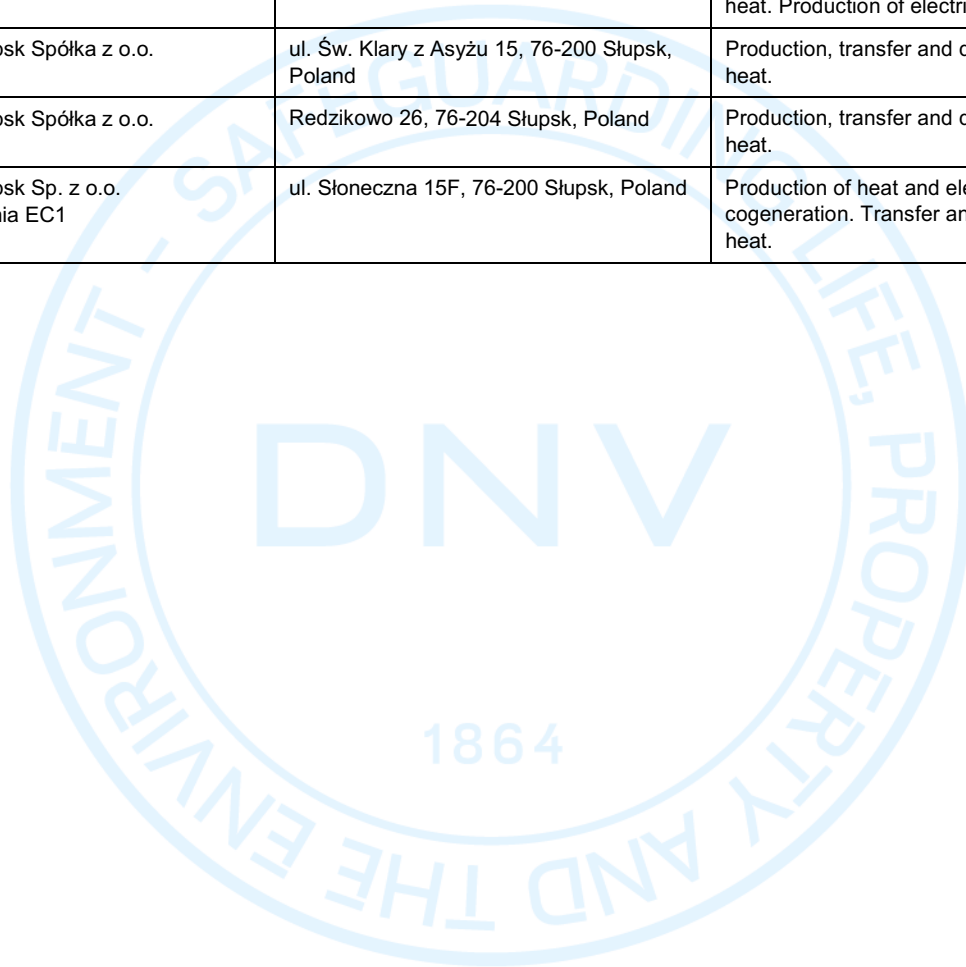 heat. Production of electri
sk Spółka z o.o.
ul. Św. Klary z Asyżu 15, 76-200 Słupsk,
Poland
Production, transfer and
heat.
sk Spółka z o.o.
Redzikowo 26, 76-204 Słupsk, Poland
Production, transfer and
heat.
sk Sp. z o.o.
ia EC1
ul. Słoneczna 15F, 76-200 Słupsk, Poland
Production of heat and ele
cogeneration. Transfer an
heat.
SAFEGUARDING LIFE, PROPERTY AND THE ENVIRONMENT -
DNV
1864